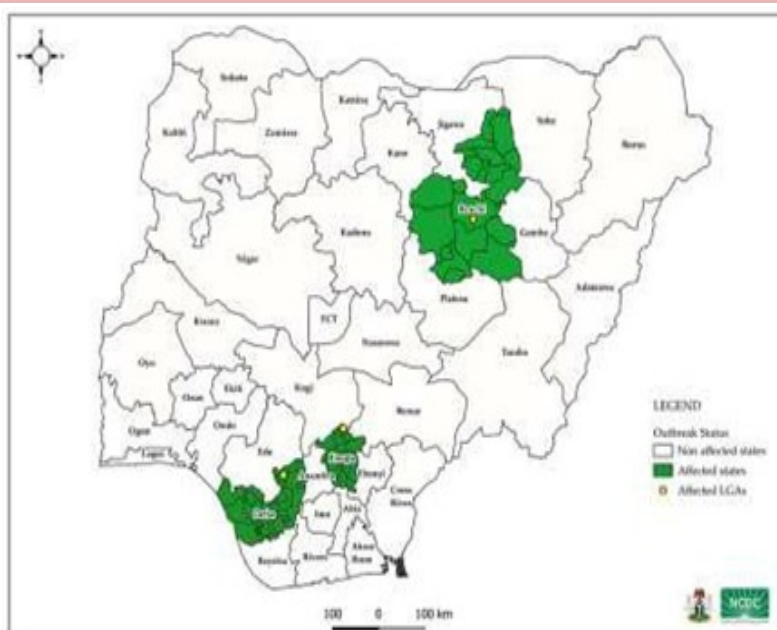 Sokoto
Katsina
Kebbi
Zamfara
Jigawa
Yobe
Borno
Kano
Bauchi
Kaduna
Gombe
Niger
Adamawa
Plateau
FCT
Kwara
Nasarawa
Taraba
Oyo
Kogi
Ekiti
Osun
Benue
Ondo
Ogun
Edo
Lagos
Enugu
Anambra
Ebonyi
Cross
River
Delta
Imo
Abia
Akwa
Ibom
Bayelsa
Rivers
LEGEND
Outbreak Status
Non affected states
Affected states
Affected LGAs
100 0 100 km
NCDC